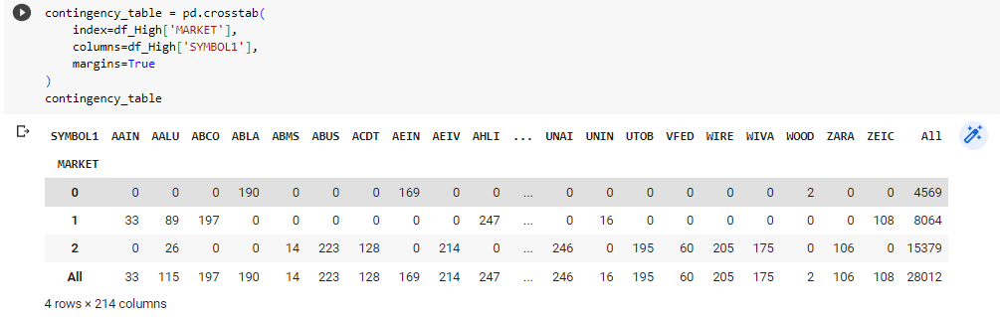 contingency_table = pd.crosstab(
index=df_High['MARKET'],
columns=df_High['SYMBOL1'],
margins=True
)
contingency_table
SYMBOL1 AAIN AALU ABCO ABLA ABMS ABUS ACDT AEIN AEIV AHLI ... UNAI UNIN UTOB VFED WIRE WIVA WOOD ZARA ZEIC All
MARKET
0 0 0 0 190 0 0 0 169 0 0 ... 0 0 0 0 0 0 2 0 0 4569
1 33 89 197 0 0 0 0 0 0 247 ... 0 16 0 0 0 0 0 0 108 8064
2 0 26 0 0 14 223 128 0 214 0 ... 246 0 195 60 205 175 0 106 0 15379
All 33 115 197 190 14 223 128 169 214 247 ... 246 16 195 60 205 175 2 106 108 28012
4 rows × 214 columns